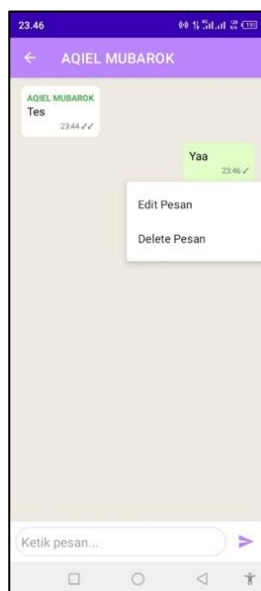 23.46
AQIEL MUBAROK
AQIEL MUBAROK
Tes
23:44 ✓✓
Yaa
23:46 ✓
Edit Pesan
Delete Pesan
Ketik pesan...